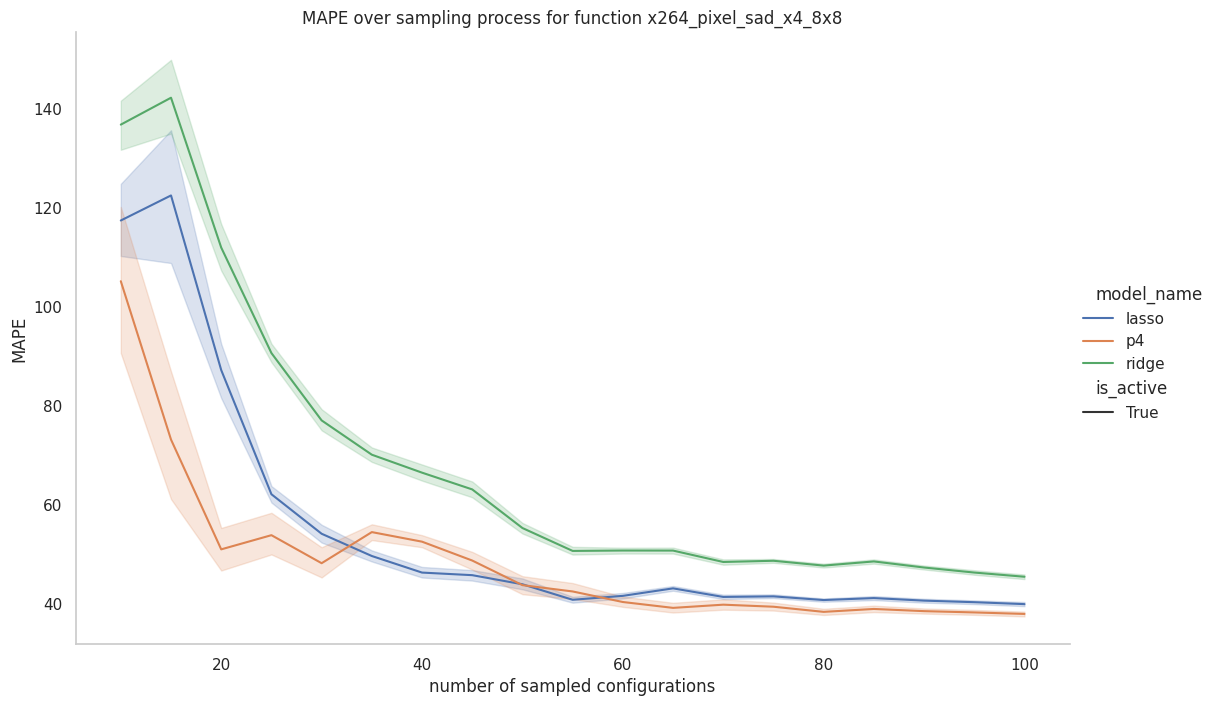 MAPE over sampling process for function x264_pixel_sad_x4_8x8
MAPE
140
120
100
80
60
40
20
40
60
80
100
number of sampled configurations
model_name
lasso
p4
ridge
is_active
True